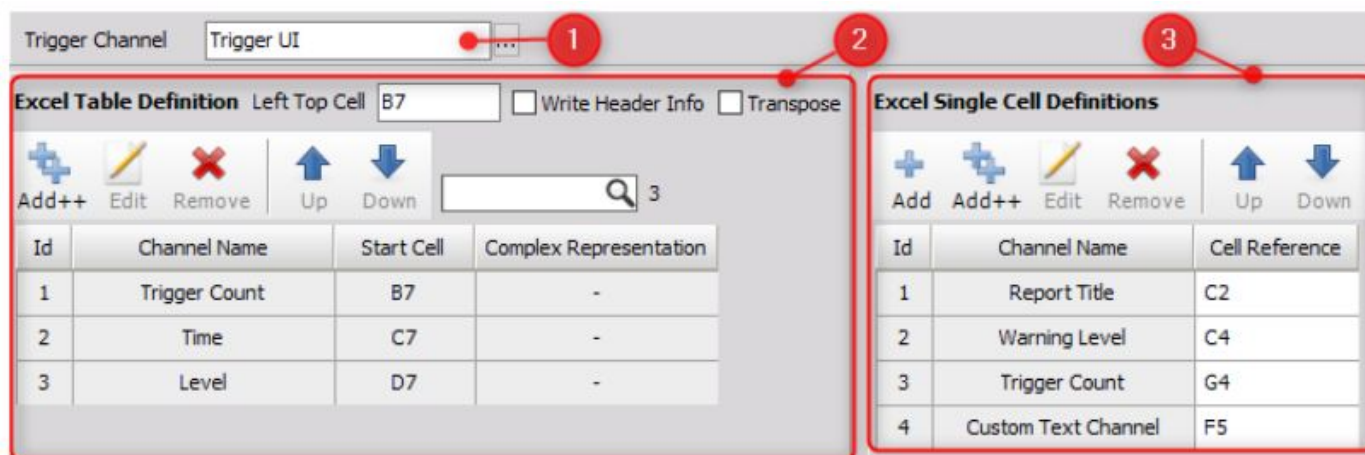 Trigger Channel Trigger UI ... 1 2 3
Excel Table Definition Left Top Cell B7 Write Header Info Transpose
Add++ Edit Remove Up Down 3
Id Channel Name Start Cell Complex Representation
1 Trigger Count B7 -
2 Time C7 -
3 Level D7 -
Excel Single Cell Definitions
Add Add++ Edit Remove Up Down
Id Channel Name Cell Reference
1 Report Title C2
2 Warning Level C4
3 Trigger Count G4
4 Custom Text Channel F5